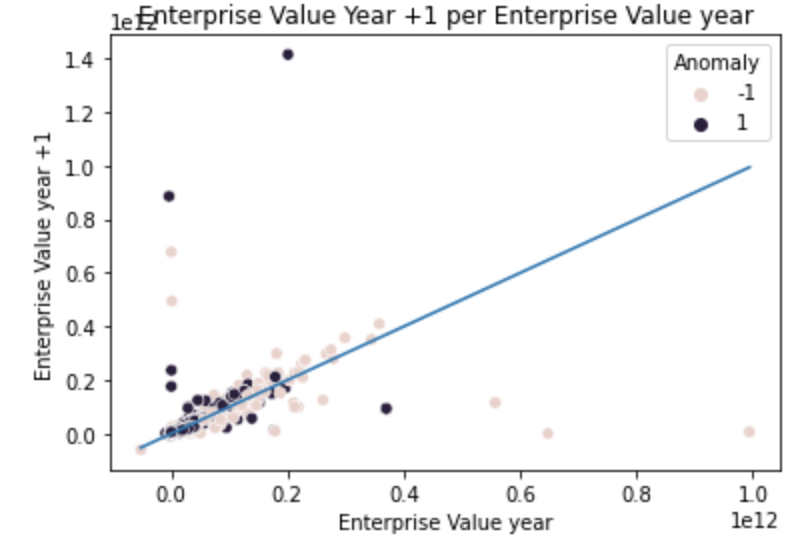 Enterprise Value Year +1 per Enterprise Value year
1e12
Anomaly
-1
1
1.4
1.2
1.0
0.8
0.6
0.4
0.2
0.0
Enterprise Value year +1
0.0 0.2 0.4 0.6 0.8 1.0
1e12
Enterprise Value year